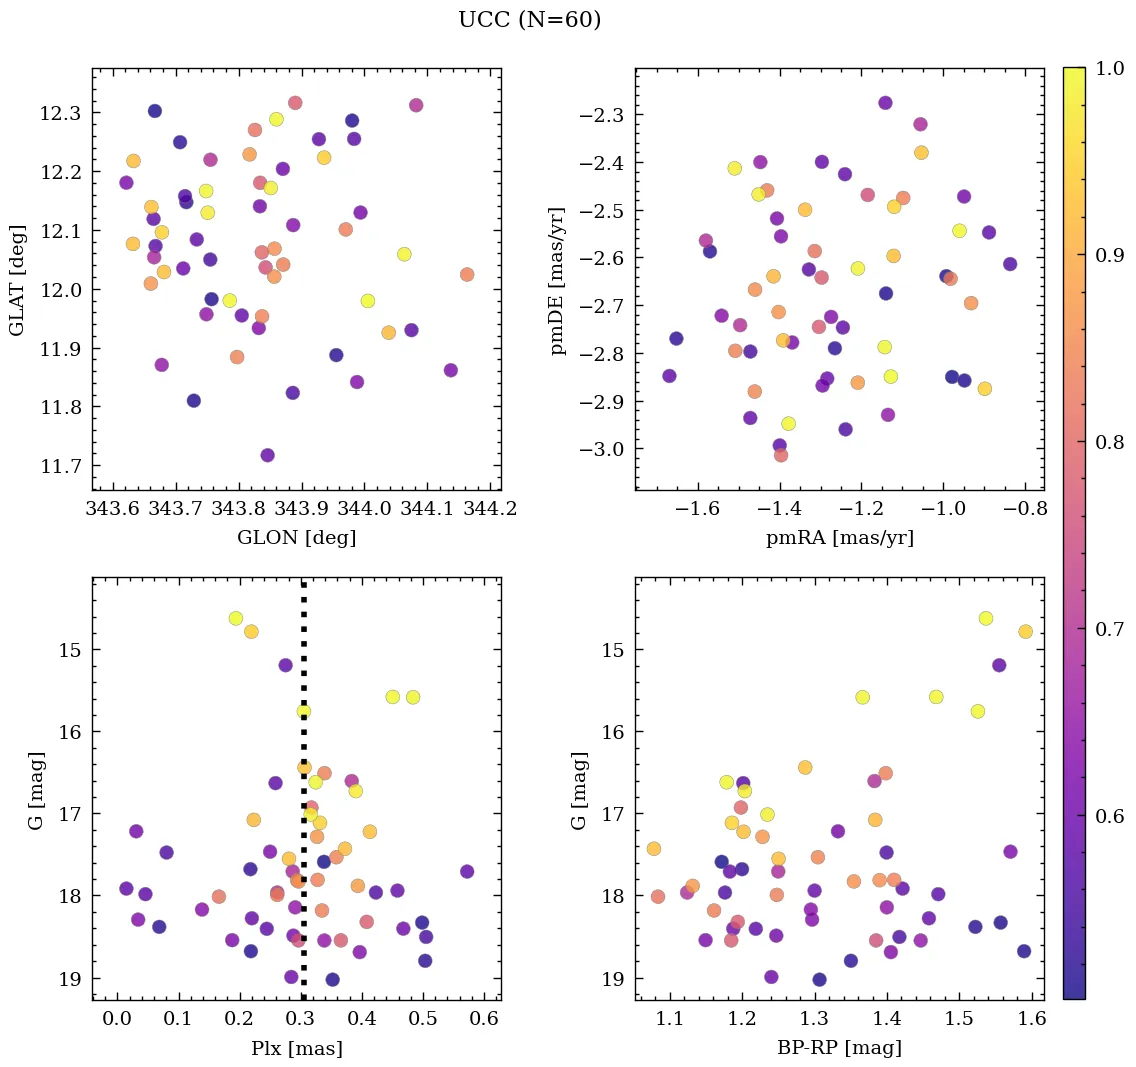 UCC (N=60)
12.3
12.2
12.1
12.0
11.9
11.8
11.7
GLAT [deg]
343.6 343.7 343.8 343.9 344.0 344.1 344.2
GLON [deg]
−2.3
−2.4
−2.5
−2.6
−2.7
−2.8
−2.9
−3.0
pmDE [mas/yr]
−1.6 −1.4 −1.2 −1.0 −0.8
pmRA [mas/yr]
15
16
17
18
19
G [mag]
0.0 0.1 0.2 0.3 0.4 0.5 0.6
Plx [mas]
G [mag]
1.1 1.2 1.3 1.4 1.5 1.6
BP-RP [mag]
15
16
17
18
19
1.0
0.9
0.8
0.7
0.6